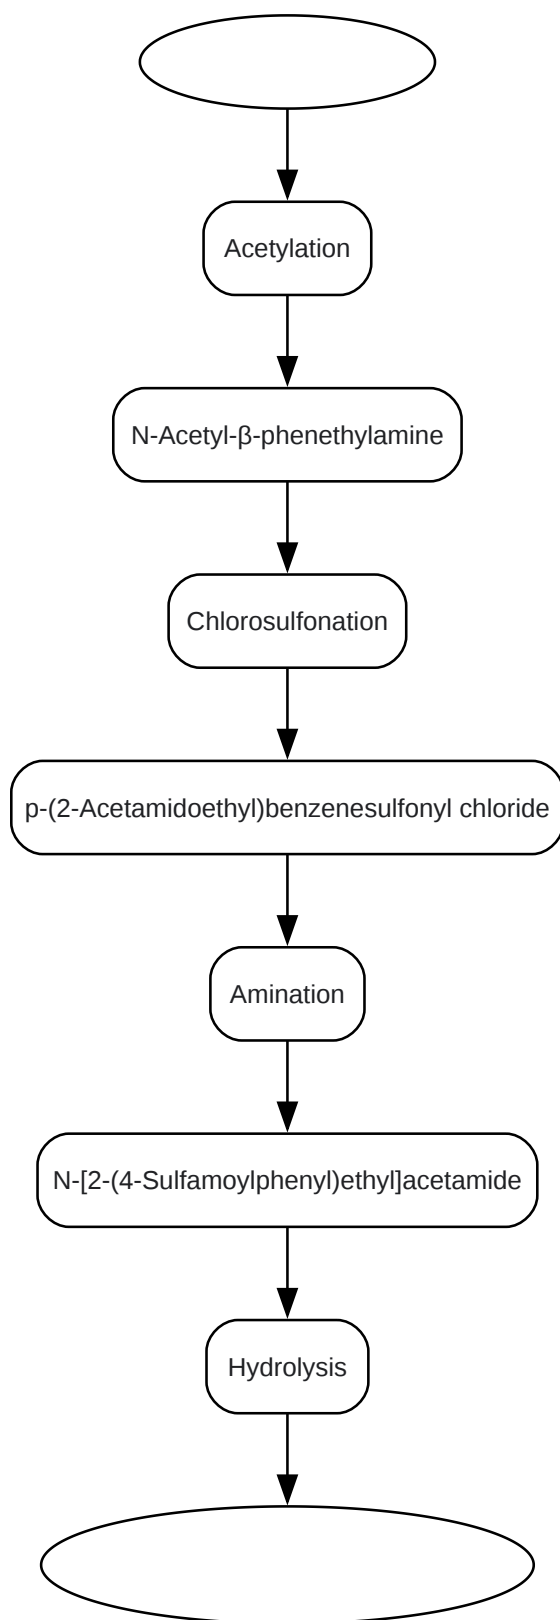 Acetylation
N-Acetyl-β-phenethylamine
Chlorosulfonation
p-(2-Acetamidoethyl)benzenesulfonyl chloride
Amination
N-[2-(4-Sulfamoylphenyl)ethyl]acetamide
Hydrolysis